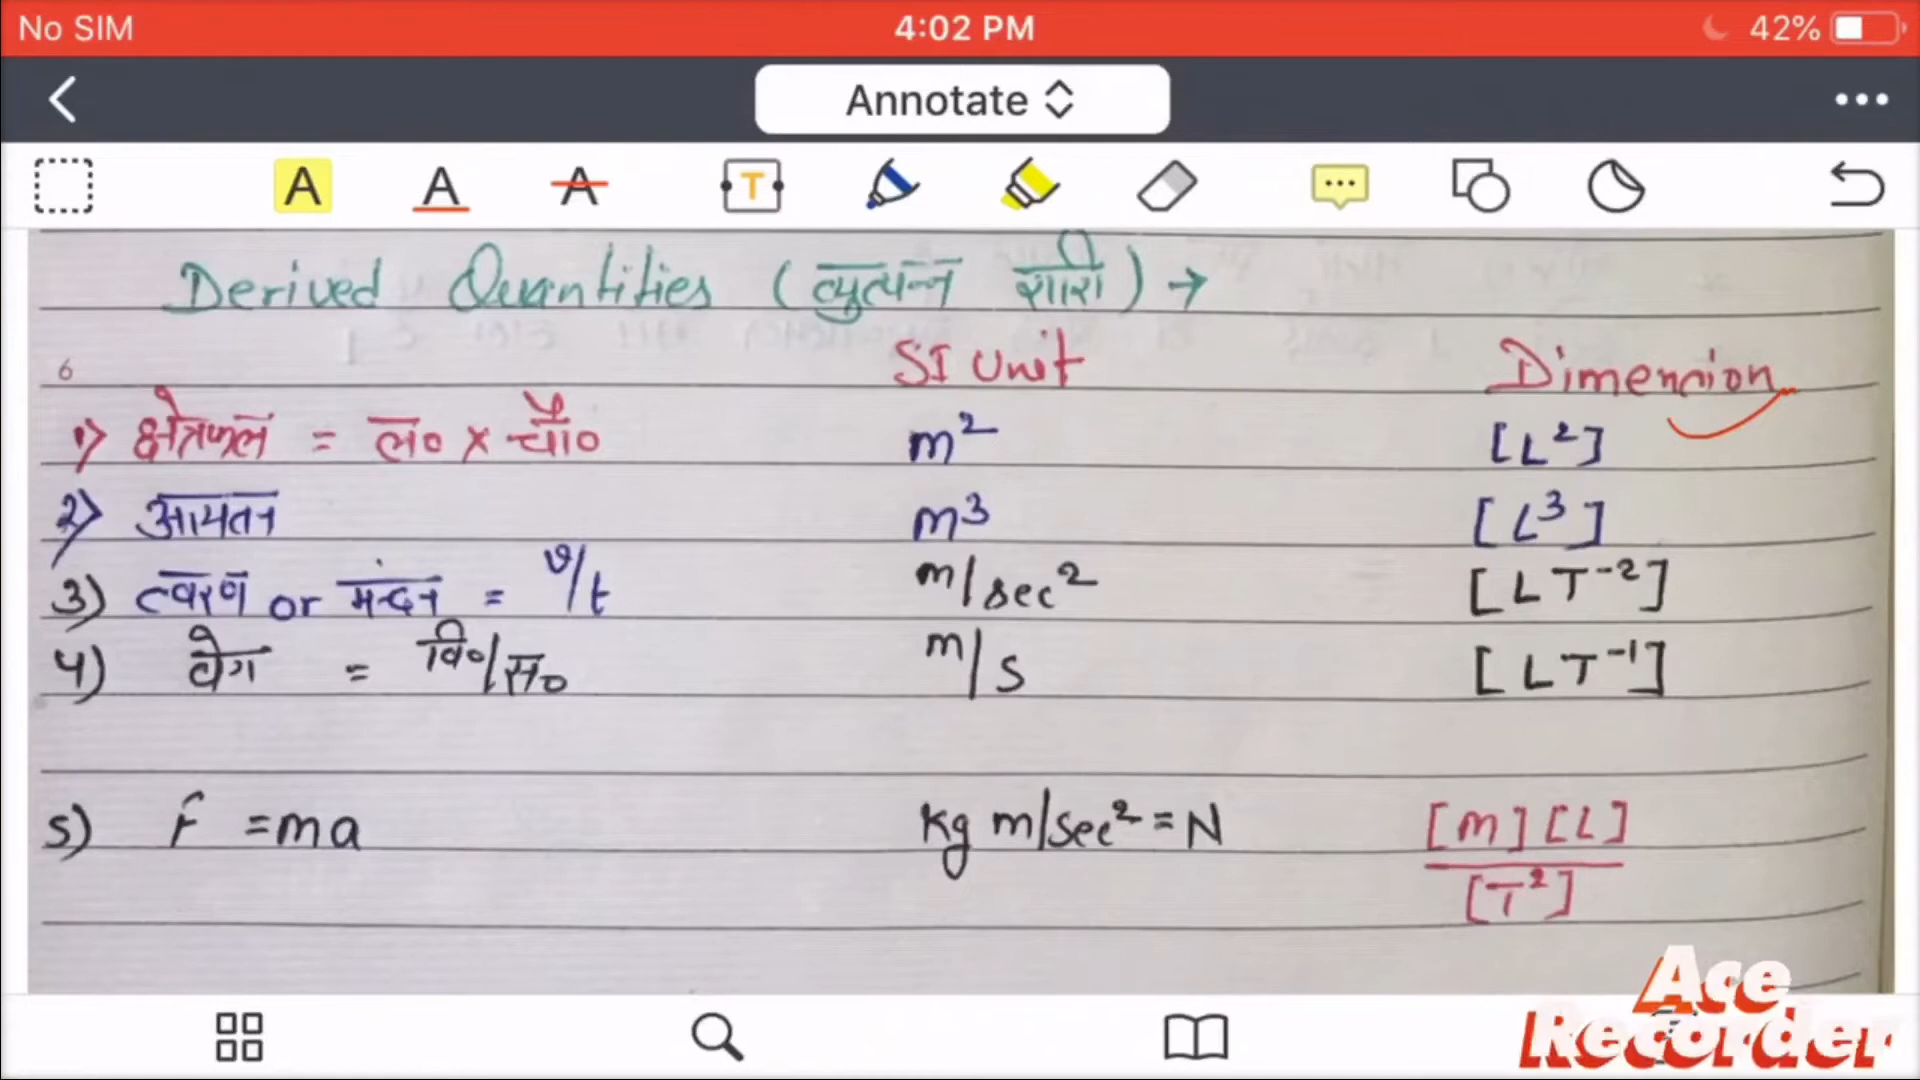 No SIM 4:02 PM 42%
Annotate
A A A T
Derived Quantities (व्युत्पन्न राशि) →
6 SI Unit Dimension
1) क्षेत्रफल = ल० x चौ० m² [L²]
2) आयतन m³ [L³]
3) त्वरण or मन्दन = v/t m/sec² [L T⁻²]
4) वेग = वि०/स० m/s [L T⁻¹]
5) F = ma kg m/sec² = N [M] [L]
[T²]
Ace
Recorder